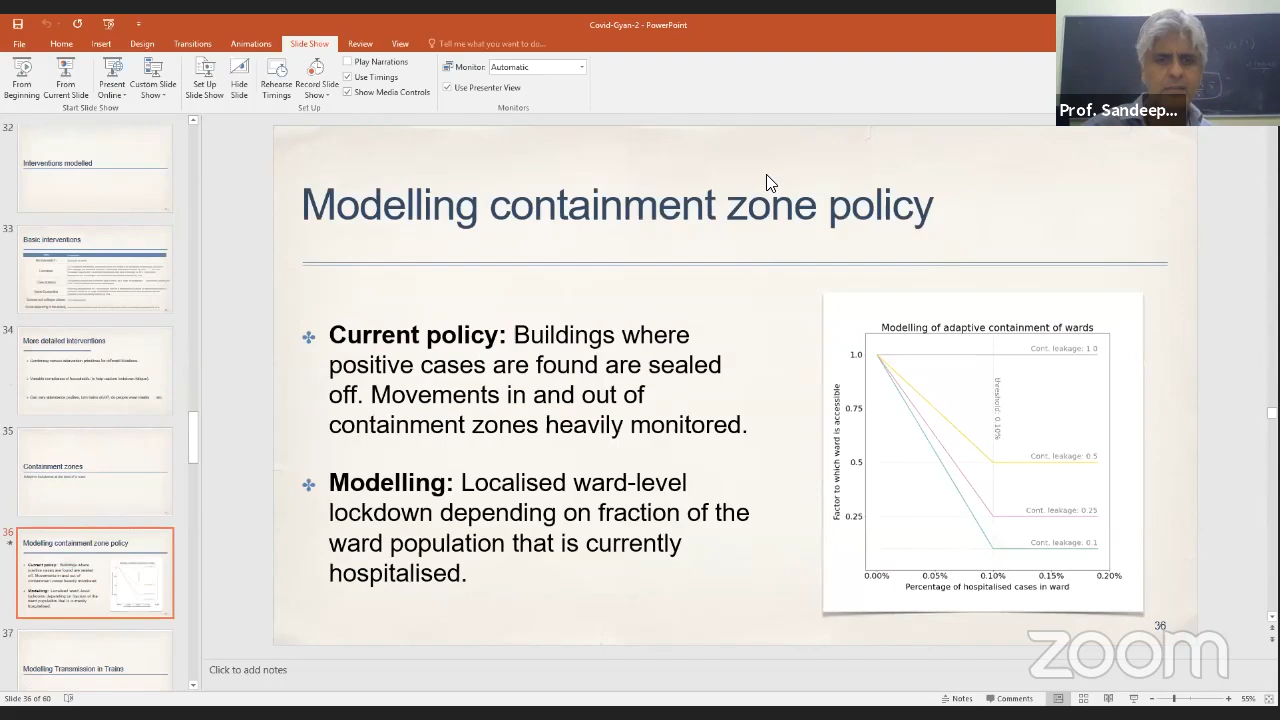 Covid-Gyan-2 - PowerPoint
File Home Insert Design Transitions Animations Slide Show Review View Tell me what you want to do...
From Beginning
From Current Slide
Present Online
Custom Slide Show
Start Slide Show
Set Up Slide Show
Hide Slide
Rehearse Timings
Record Slide Show
Play Narrations
Use Timings
Show Media Controls
Set Up
Monitor: Automatic
Use Presenter View
Monitors
Prof. Sandeep...
32
Interventions modelled
33
Basic interventions
34
More detailed interventions
35
Containment zones
36
Modelling containment zone policy
37
Modelling Transmission in Trains
Modelling containment zone policy
Current policy: Buildings where
positive cases are found are sealed
off. Movements in and out of
containment zones heavily monitored.
Modelling: Localised ward-level
lockdown depending on fraction of the
ward population that is currently
hospitalised.
Modelling of adaptive containment of wards
Factor to which ward is accessible
1.0
0.75
0.5
0.25
Cont. leakage: 1 0
threshold: 0 10%
Cont. leakage: 0.5
Cont. leakage: 0.25
Cont. leakage: 0 1
0.00% 0.05% 0.10% 0.15% 0.20%
Percentage of hospitalised cases in ward
36
zoom
Click to add notes
Slide 36 of 60
Notes Comments 55%